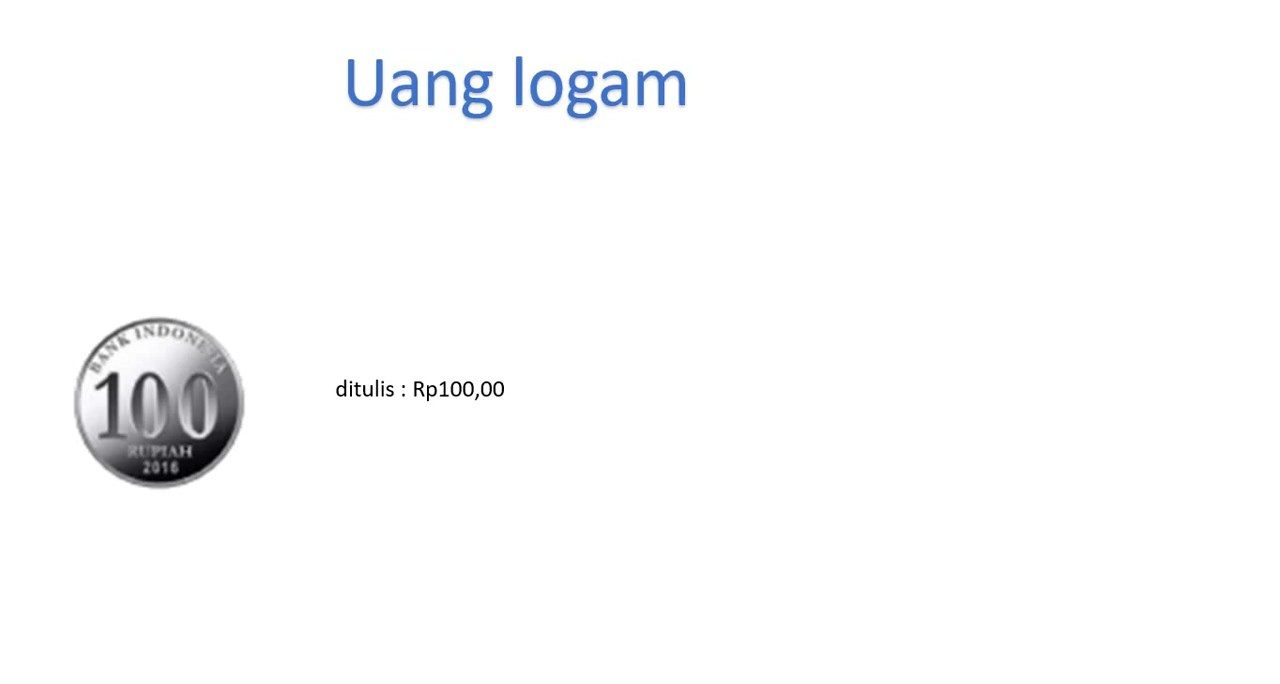 Uang logam
BANK INDONESIA
100
RUPIAH
2016
ditulis : Rp100,00